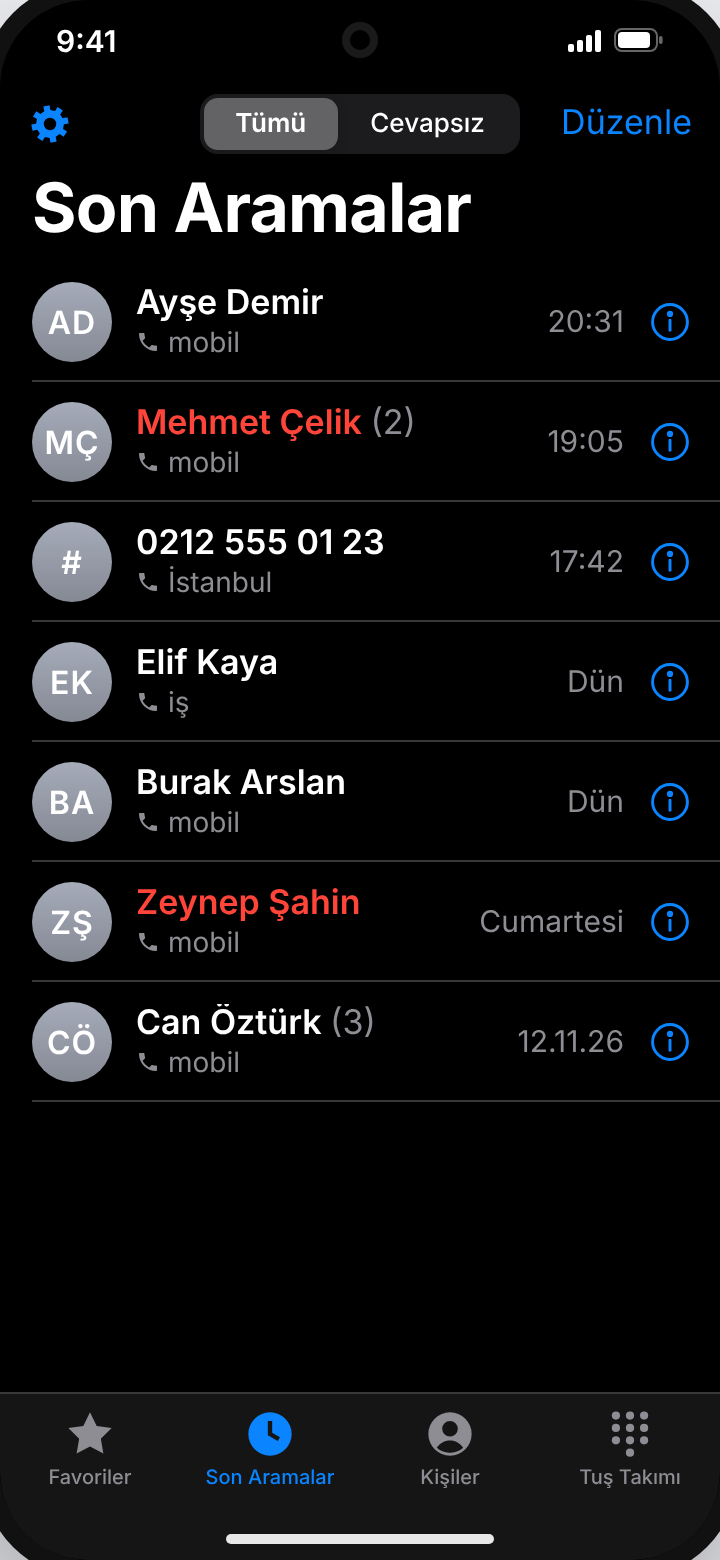 9:41
Tümü
Cevapsız
Düzenle
Son Aramalar
AD
Ayşe Demir
mobil
20:31
MÇ
Mehmet Çelik (2)
mobil
19:05
#
0212 555 01 23
İstanbul
17:42
EK
Elif Kaya
iş
Dün
BA
Burak Arslan
mobil
Dün
ZŞ
Zeynep Şahin
mobil
Cumartesi
CÖ
Can Öztürk (3)
mobil
12.11.26
Favoriler
Son Aramalar
Kişiler
Tuş Takımı